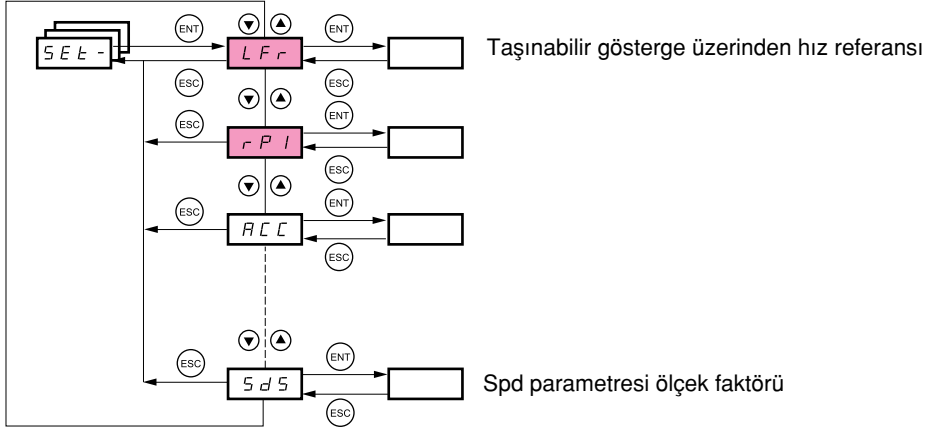 ENT ENT
SEt- LFr Taşınabilir gösterge üzerinden hız referansı
ESC ESC
ESC ENT
rPI
ESC
ENT
ESC
ACC
ESC
ENT
ESC
SdS Spd parametresi ölçek faktörü
ESC